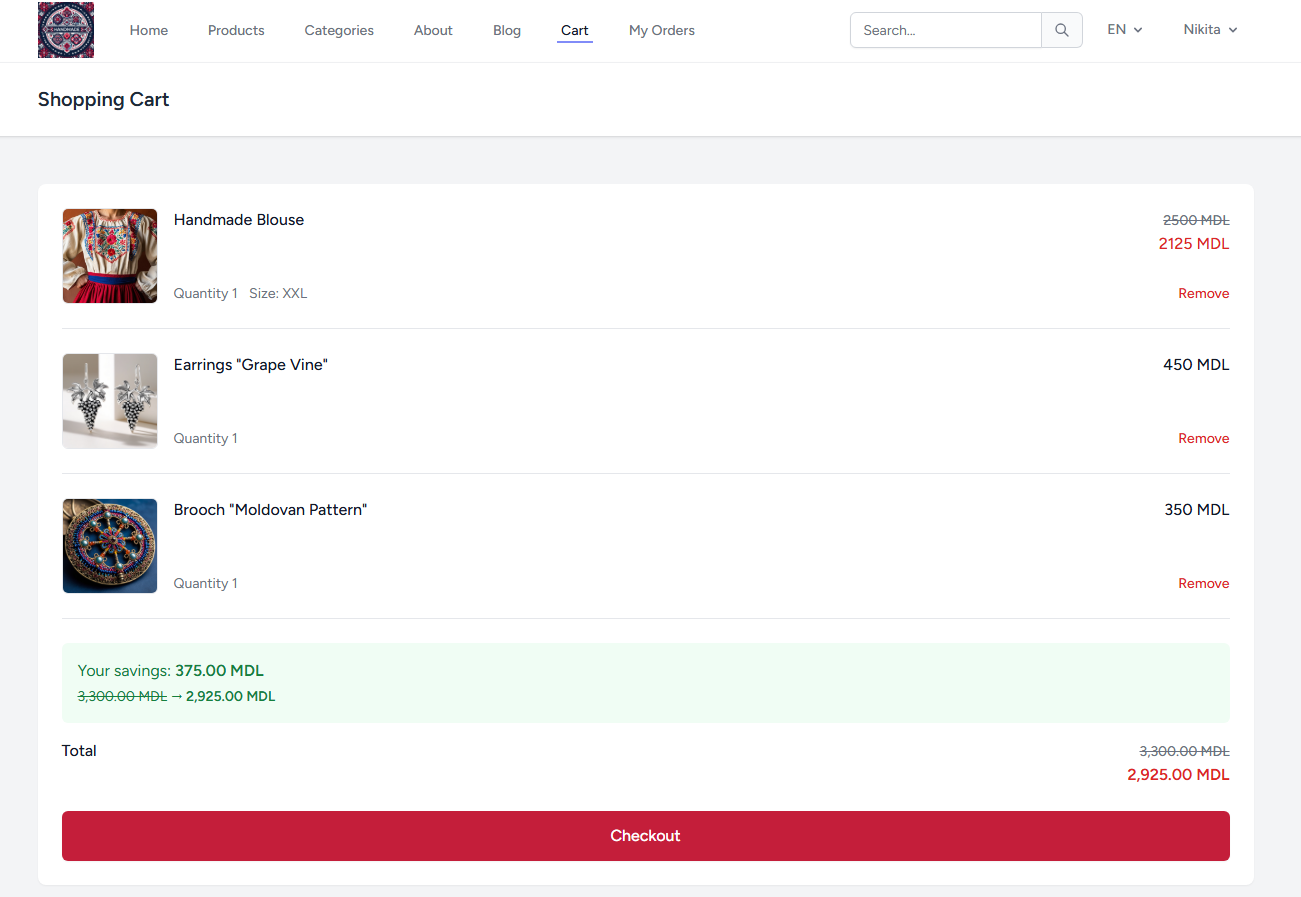 HANDMADE
Home Products Categories About Blog Cart My Orders Search... EN Nikita
Shopping Cart
Handmade Blouse
2500 MDL
2125 MDL
Quantity 1 Size: XXL
Remove
Earrings "Grape Vine"
450 MDL
Quantity 1
Remove
Brooch "Moldovan Pattern"
350 MDL
Quantity 1
Remove
Your savings: 375.00 MDL
3,300.00 MDL → 2,925.00 MDL
Total
3,300.00 MDL
2,925.00 MDL
Checkout